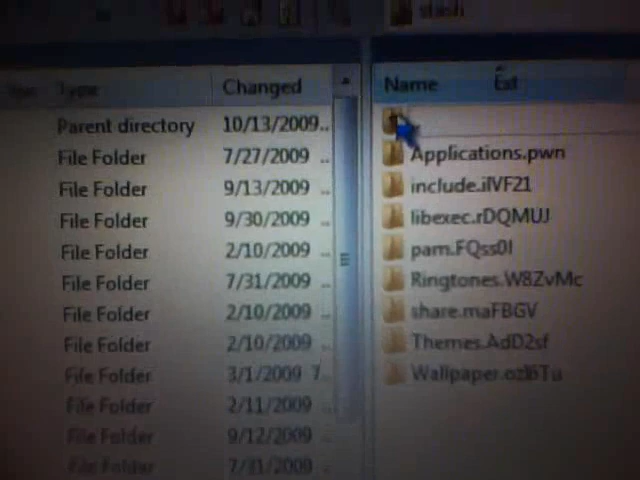 stash
Type Changed
Parent directory 10/13/2009..
File Folder 7/27/2009 ..
File Folder 9/13/2009 ..
File Folder 9/30/2009 ..
File Folder 2/10/2009 ..
File Folder 7/31/2009 ..
File Folder 2/10/2009 ..
File Folder 2/10/2009 ..
File Folder 3/1/2009 7..
File Folder 2/11/2009 ..
File Folder 9/12/2009 ..
File Folder 7/31/2009 ..
Name Ext
Applications.pwn
include.ilVF21
libexec.rDQMUJ
pam.FQss0I
Ringtones.W8ZvMc
share.maFBGV
Themes.AdD2sf